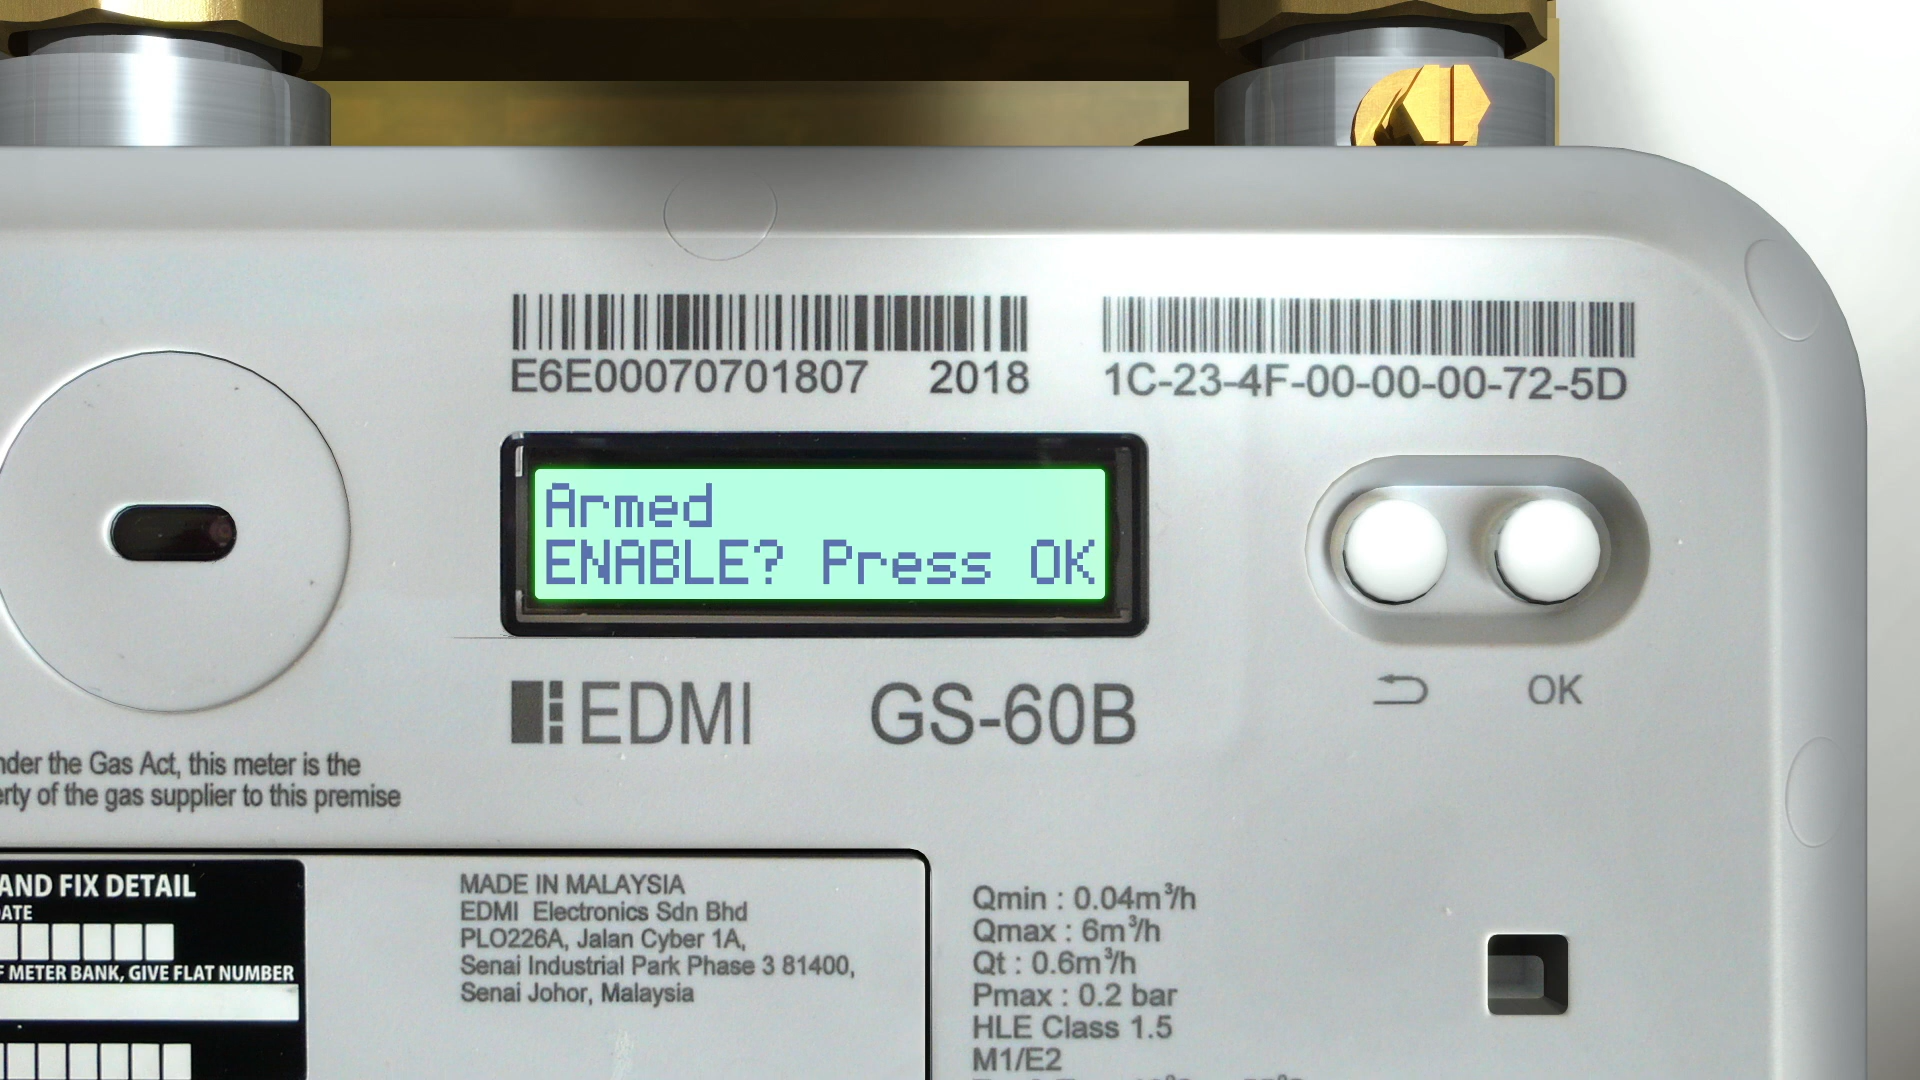 E6E00070701807 2018
1C-23-4F-00-00-00-72-5D
Armed
ENABLE? Press OK
EDMI GS-60B
OK
the Gas Act, this meter is the
of the gas supplier to this premise
AND FIX DETAIL
METER BANK, GIVE FLAT NUMBER
MADE IN MALAYSIA
EDMI Electronics Sdn Bhd
PLO226A, Jalan Cyber 1A,
Senai Industrial Park Phase 3 81400,
Senai Johor, Malaysia
Qmin : 0.04m³/h
Qmax : 6m³/h
Qt : 0.6m³/h
Pmax : 0.2 bar
HLE Class 1.5
M1/E2